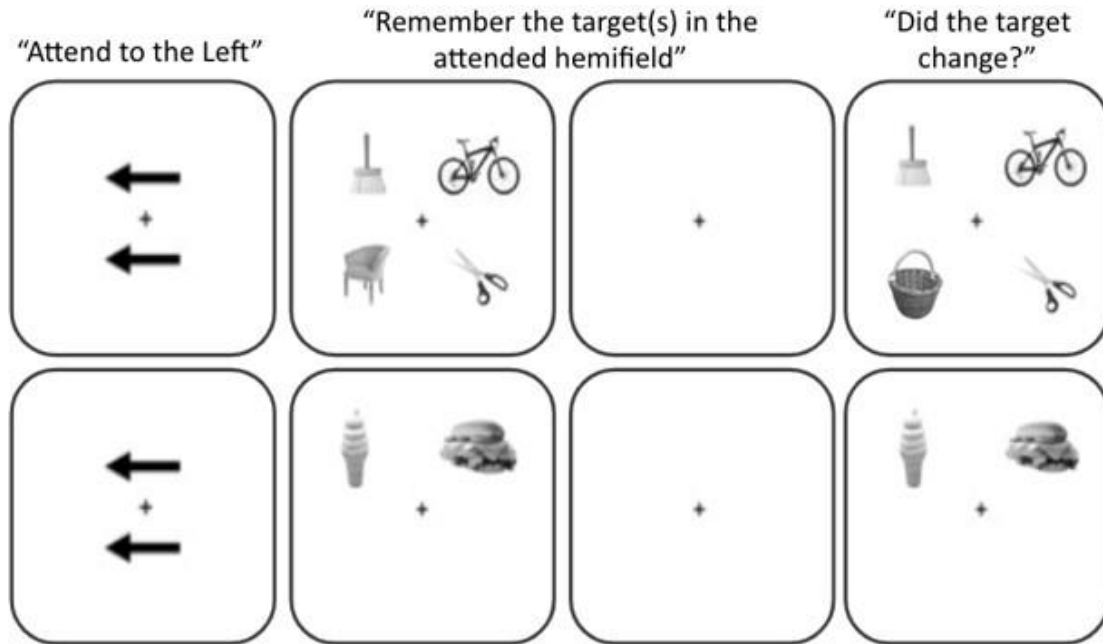 “Attend to the Left”
“Remember the target(s) in the
attended hemifield”
“Did the target
change?”